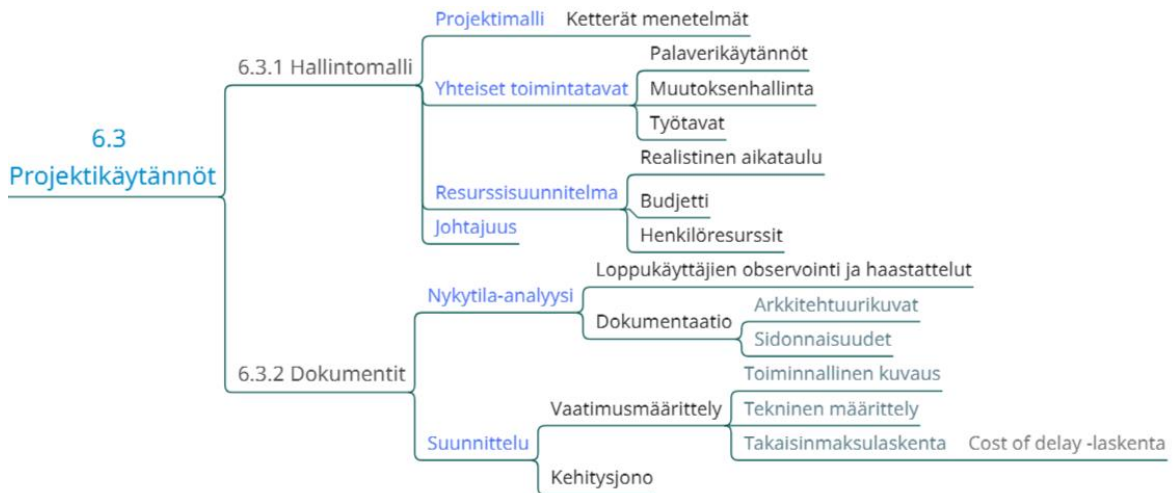 6.3
Projektikäytännöt
6.3.1 Hallintomalli
Projektimalli Ketterät menetelmät
Yhteiset toimintatavat
Palaverikäytännöt
Muutoksenhallinta
Työtavat
Resurssisuunnitelma
Realistinen aikataulu
Budjetti
Henkilöresurssit
Johtajuus
6.3.2 Dokumentit
Nykytila-analyysi
Loppukäyttäjien observointi ja haastattelut
Dokumentaatio
Arkkitehtuurikuvat
Sidonnaisuudet
Suunnittelu
Vaatimusmäärittely
Toiminnallinen kuvaus
Tekninen määrittely
Takaisinmaksulaskenta Cost of delay -laskenta
Kehitysjono